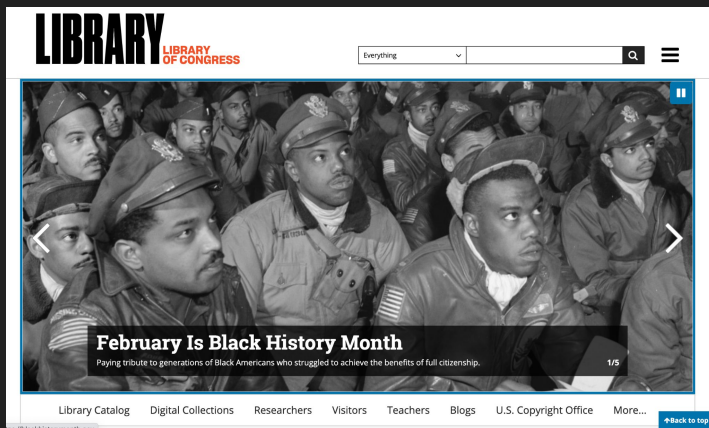 LIBRARY
LIBRARY
OF CONGRESS
Everything
February Is Black History Month
Paying tribute to generations of Black Americans who struggled to achieve the benefits of full citizenship.
1/5
Library Catalog Digital Collections Researchers Visitors Teachers Blogs U.S. Copyright Office More...
Back to top